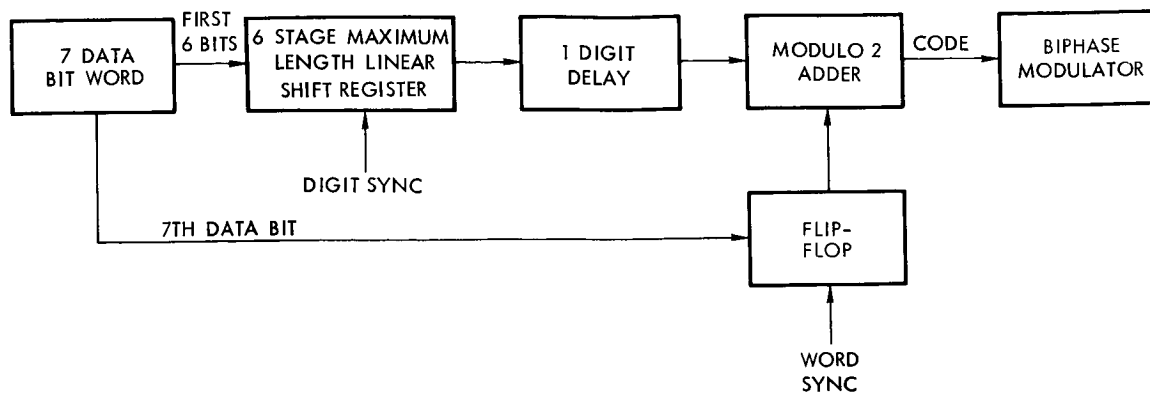 7 DATA
BIT WORD
FIRST
6 BITS
6 STAGE MAXIMUM
LENGTH LINEAR
SHIFT REGISTER
1 DIGIT
DELAY
MODULO 2
ADDER
CODE
BIPHASE
MODULATOR
DIGIT SYNC
7TH DATA BIT
FLIP-
FLOP
WORD
SYNC